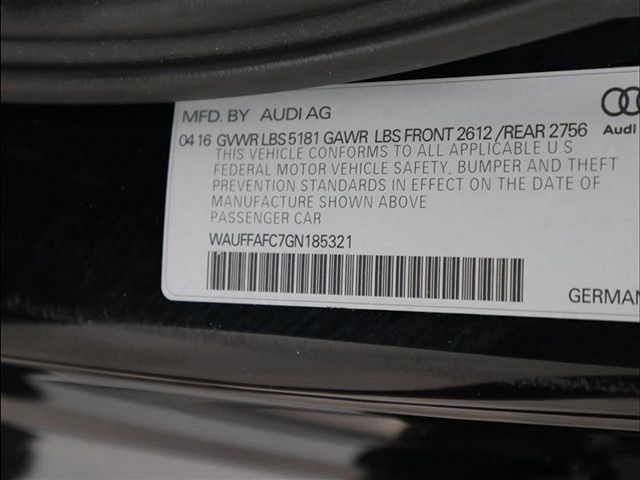 MFD. BY AUDI AG
04 16 GVWR LBS 5181 GAWR LBS FRONT 2612 /REAR 2756
Audi
THIS VEHICLE CONFORMS TO ALL APPLICABLE U S
FEDERAL MOTOR VEHICLE SAFETY, BUMPER AND THEFT
PREVENTION STANDARDS IN EFFECT ON THE DATE OF
MANUFACTURE SHOWN ABOVE
PASSENGER CAR
WAUFFAFC7GN185321
GERMAN